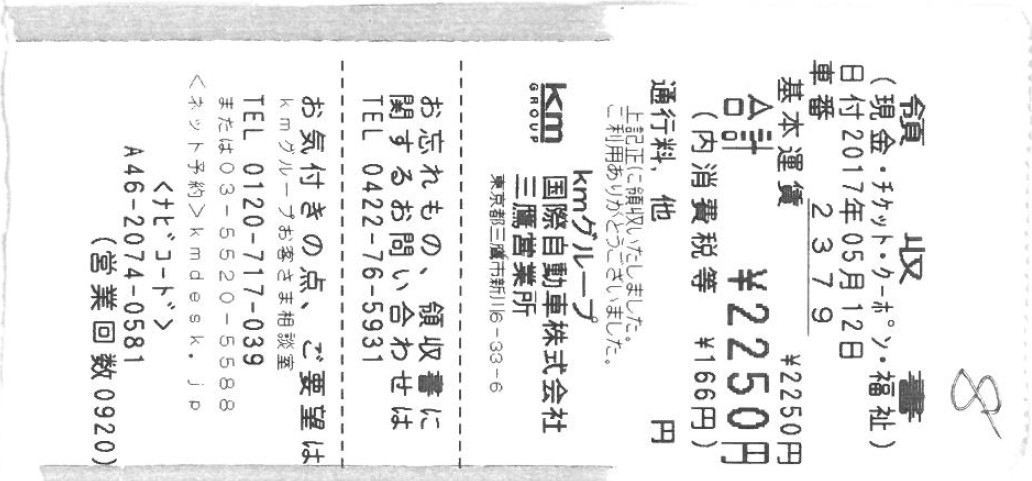 領収書
(現金・チケット・クーポン・福祉)
日付2017年05月12日
車番 2379
基本運賃 ¥2250円
合計 ¥2250円
(内消費税等 ¥166円)
通行料、他 円
上記正に領収いたしました。
ご利用ありがとうございました。
km
GROUP
kmグループ
国際自動車株式会社
三鷹営業所
東京都三鷹市新川6-33-6
お忘れもの、領収書に
関するお問い合わせは
TEL 0422-76-5931
お気付きの点、ご要望は
kmグループお客さま相談室
TEL 0120-717-039
または03-5520-5588
<ネット予約>kmdesk.jp
<ナビコード>
A46-2074-0581
(営業回数0920)
8